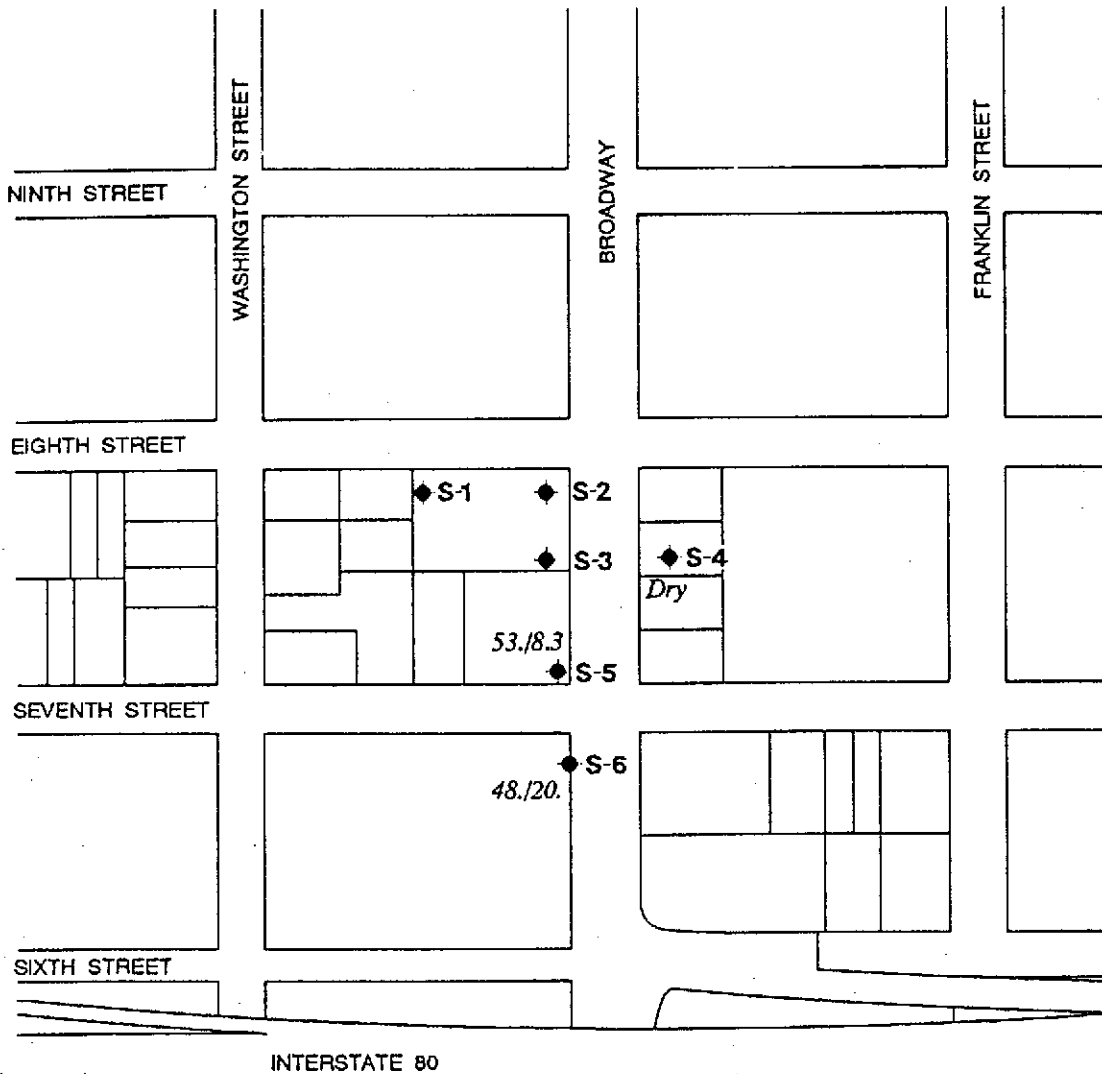 WASHINGTON STREET
BROADWAY
FRANKLIN STREET
NINTH STREET
EIGHTH STREET
S-1
S-2
S-3
S-4
Dry
53./8.3
S-5
SEVENTH STREET
S-6
48./20.
SIXTH STREET
INTERSTATE 80